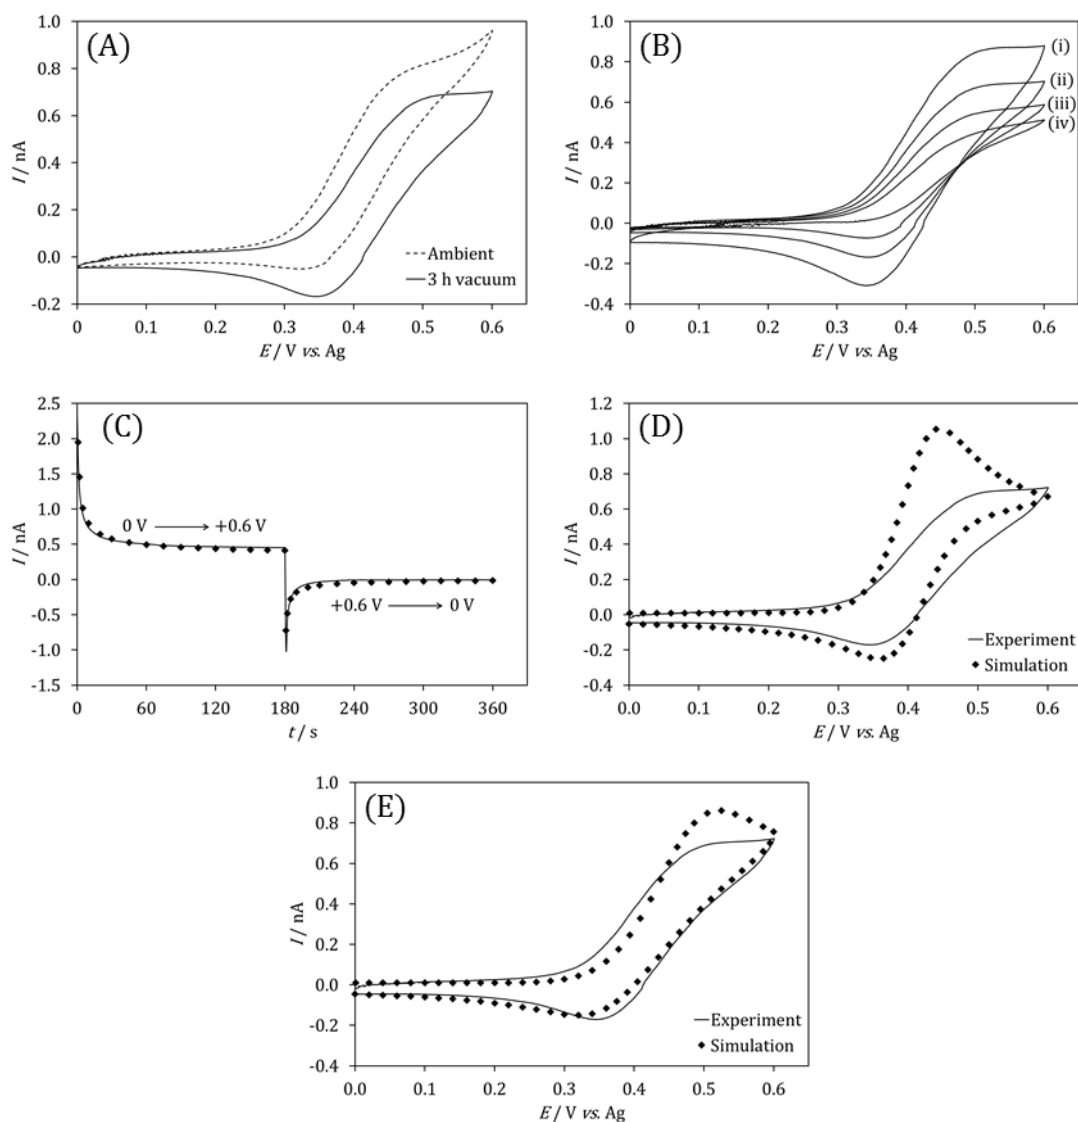 (A)
I / nA
1.0
0.8
0.6
0.4
0.2
0.0
-0.2
0 0.1 0.2 0.3 0.4 0.5 0.6
E / V vs. Ag
Ambient
3 h vacuum
(B)
I / nA
1.0
0.8
0.6
0.4
0.2
0.0
-0.2
-0.4
0 0.1 0.2 0.3 0.4 0.5 0.6
E / V vs. Ag
(i)
(ii)
(iii)
(iv)
(C)
I / nA
2.5
2.0
1.5
1.0
0.5
0.0
-0.5
-1.0
-1.5
0 60 120 180 240 300 360
t / s
0 V → +0.6 V
+0.6 V → 0 V
(D)
I / nA
1.2
1.0
0.8
0.6
0.4
0.2
0.0
-0.2
-0.4
0.0 0.1 0.2 0.3 0.4 0.5 0.6
E / V vs. Ag
Experiment
Simulation
(E)
I / nA
1.0
0.8
0.6
0.4
0.2
0.0
-0.2
-0.4
0.0 0.1 0.2 0.3 0.4 0.5 0.6
E / V vs. Ag
Experiment
Simulation